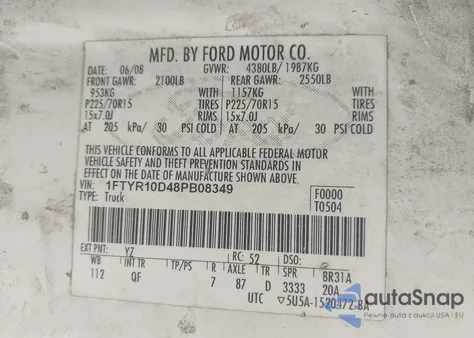 MFD. BY FORD MOTOR CO.
DATE 06/08 GVWR: 4380LB/ 1987KG
FRONT GAWR: 2100LB REAR GAWR: 2550LB
953KG WITH 1157KG WITH
P225/70R15 TIRES P225/70R15 TIRES
15x7.0J RIMS 15x7.0J RIMS
AT 205 kPa/ 30 PSI COLD AT 205 kPa/ 30 PSI COLD
THIS VEHICLE CONFORMS TO ALL APPLICABLE FEDERAL MOTOR
VEHICLE SAFETY AND THEFT PREVENTION STANDARDS IN
EFFECT ON THE DATE OF MANUFACTURE SHOWN ABOVE.
VIN: 1FTYR10D48PB08349
TYPE: Truck
F0000
T0504
EXT PNT: YZ RC: 52 DSO:
WB INT TR TP/PS R AXLE TR SPR 8R31A
112 QF 7 87 D 3333 20A
UTC ▽5U5A-1520472-BA
autoSnap
Pewne auta z aukcji USA i EU